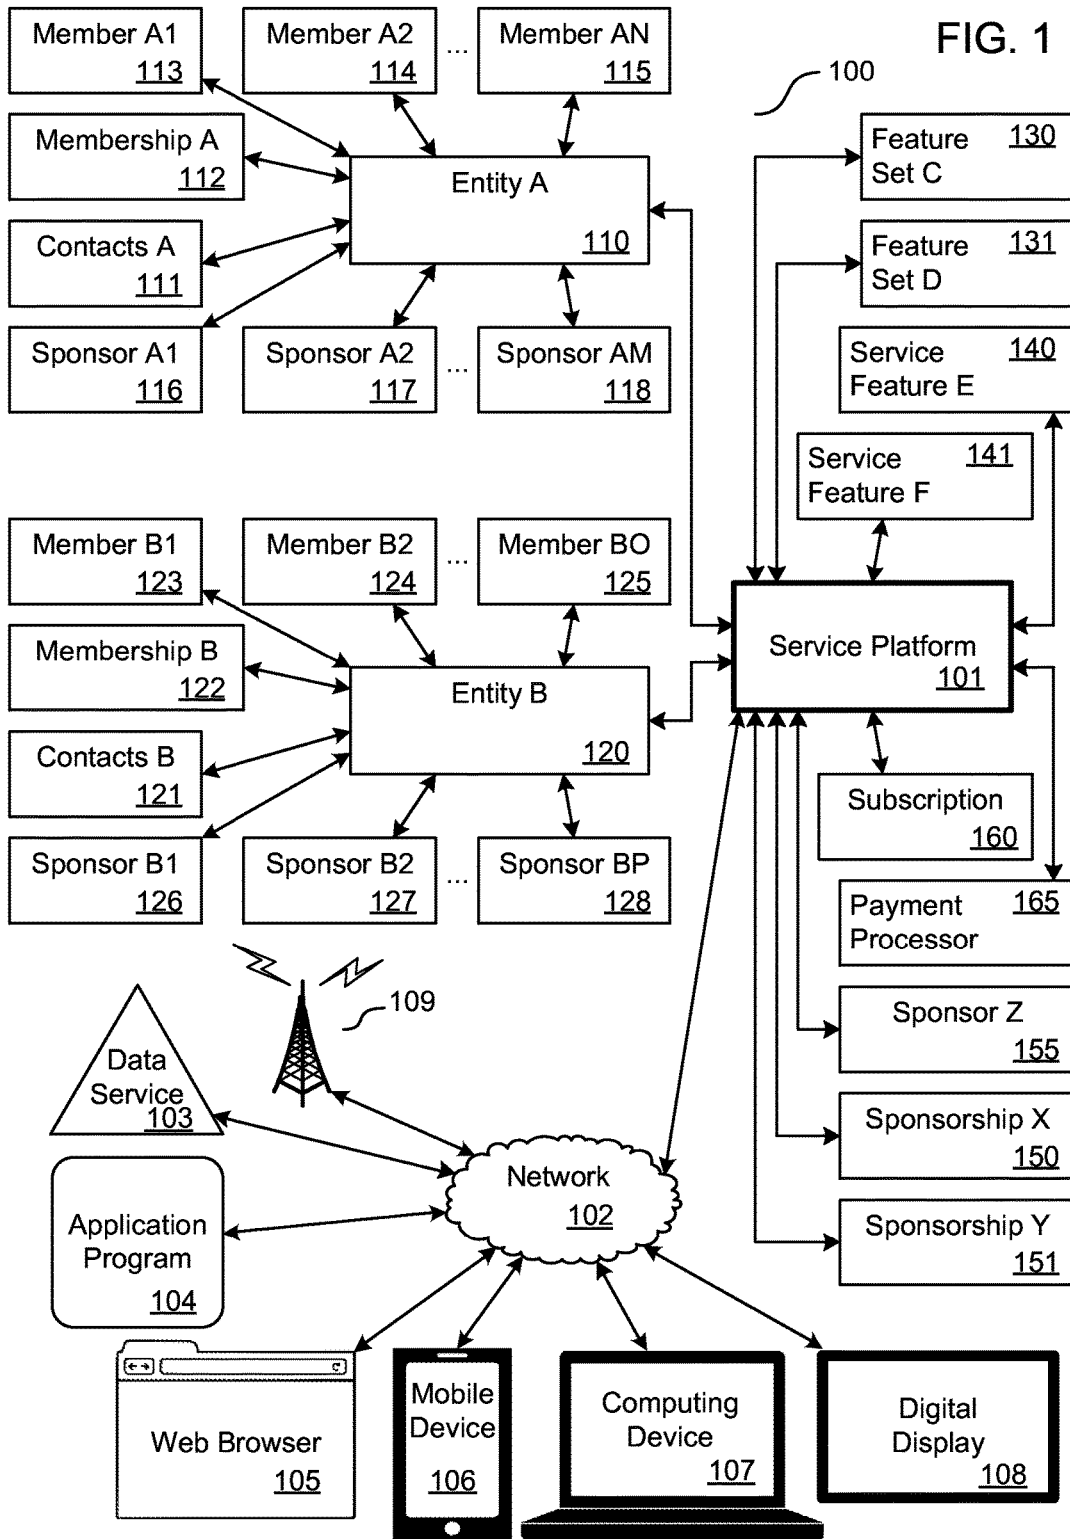 FIG. 1
100
Member A1
113
Member A2
114
...
Member AN
115
Membership A
112
Entity A
110
Contacts A
111
Sponsor A1
116
Sponsor A2
117
...
Sponsor AM
118
Feature
Set C
130
Feature
Set D
131
Service
Feature E
140
Service
Feature F
141
Member B1
123
Member B2
124
...
Member BO
125
Membership B
122
Entity B
120
Contacts B
121
Sponsor B1
126
Sponsor B2
127
...
Sponsor BP
128
Service Platform
101
Subscription
160
Payment
Processor
165
Sponsor Z
155
Sponsorship X
150
Sponsorship Y
151
109
Data
Service
103
Network
102
Application
Program
104
Web Browser
105
Mobile
Device
106
Computing
Device
107
Digital
Display
108